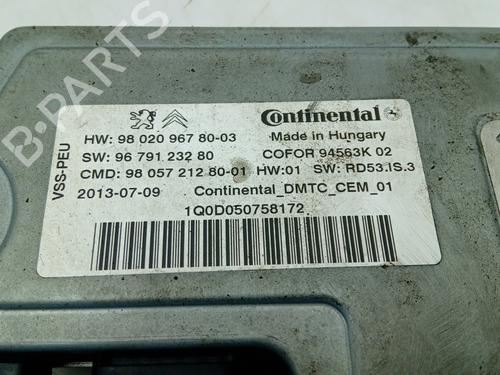 B-PARTS
VSS-PEU
Continental
HW: 98 020 967 80-03
Made in Hungary
SW: 96 791 232 80
COFOR 94563K 02
CMD: 98 057 212 80-01
HW:01 SW: RD53.IS.3
2013-07-09
Continental_DMTC_CEM_01
1Q0D050758172